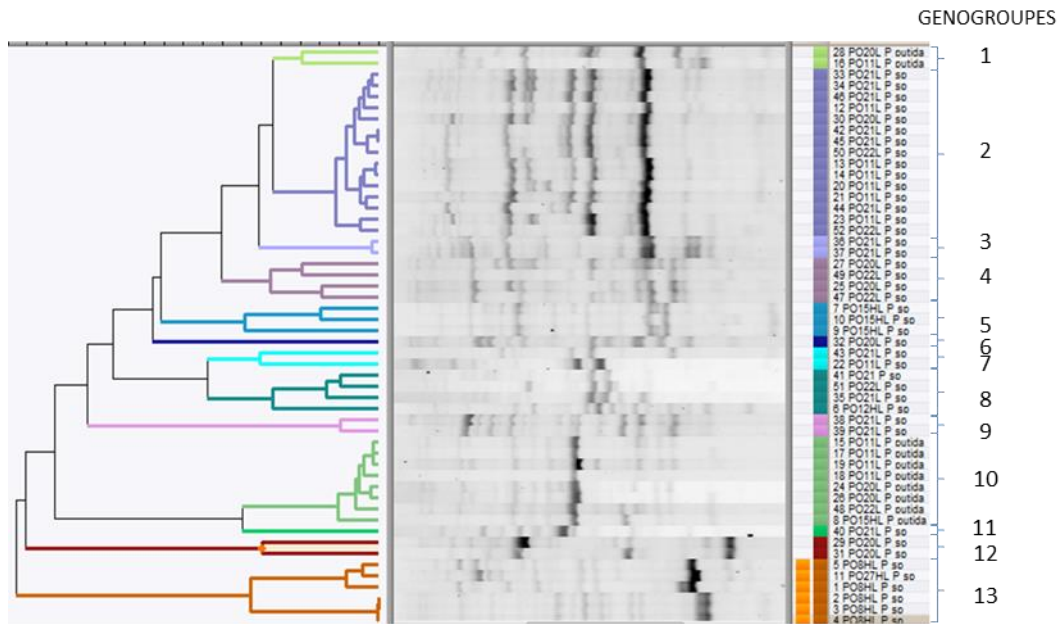 GENOGROUPES
28 PO20L P putida
16 PO11L P putida
33 PO21L P so
34 PO21L P so
46 PO21L P so
12 PO11L P so
30 PO20L P so
42 PO21L P so
45 PO21L P so
50 PO22L P so
13 PO11L P so
14 PO11L P so
20 PO11L P so
21 PO11L P so
44 PO21L P so
23 PO11L P so
52 PO22L P so
36 PO21L P so
37 PO21L P so
27 PO20L P so
49 PO22L P so
25 PO20L P so
47 PO22L P so
7 PO15HL P so
10 PO15HL P so
9 PO15HL P so
32 PO20L P so
43 PO21L P so
22 PO11L P so
41 PO21 P so
51 PO22L P so
35 PO21L P so
6 PO12HL P so
38 PO21L P so
39 PO21L P so
15 PO11L P putida
17 PO11L P putida
19 PO11L P putida
18 PO11L P putida
24 PO20L P putida
26 PO20L P putida
48 PO22L P putida
8 PO15HL P putida
40 PO21L P so
29 PO20L P so
31 PO20L P so
5 PO8HL P so
11 PO27HL P so
1 PO8HL P so
2 PO8HL P so
3 PO8HL P so
4 PO8HL P so
1
2
3
4
5
6
7
8
9
10
11
12
13